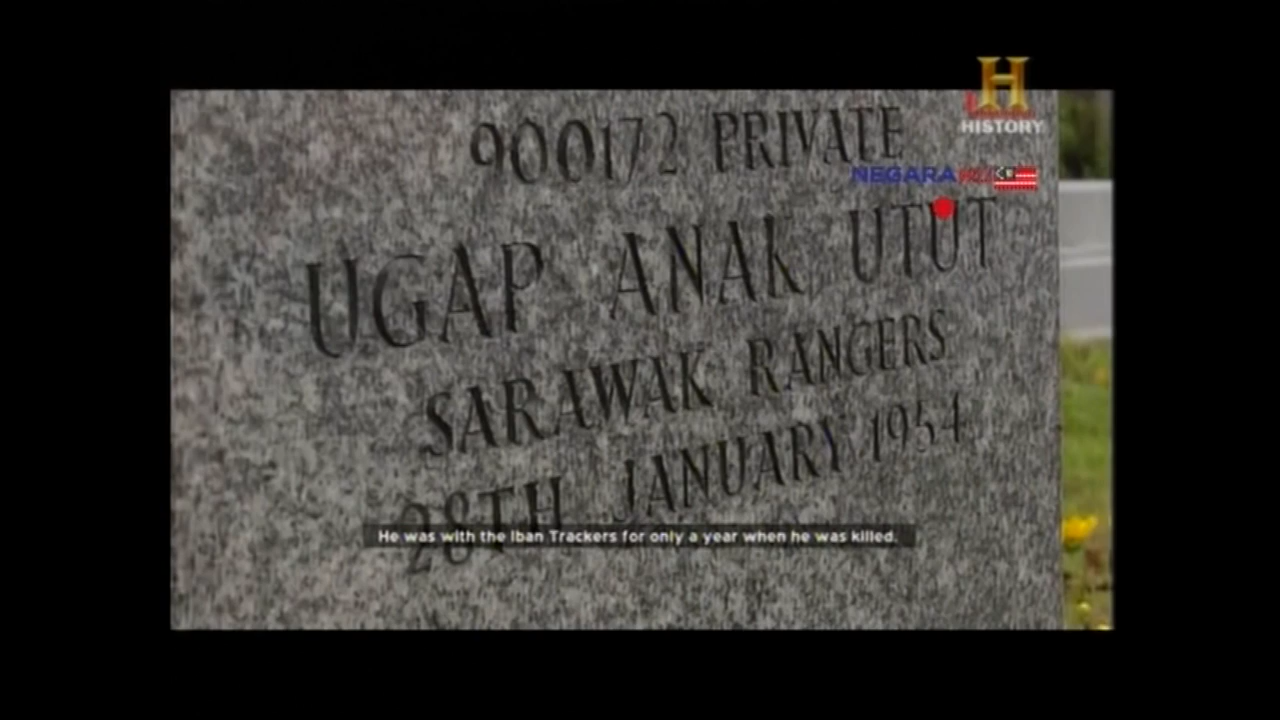 H
HISTORY
900172 PRIVATE
NEGARAKU
UGAP ANAK UTUT
SARAWAK RANGERS
28TH JANUARY 1954
He was with the Iban Trackers for only a year when he was killed.